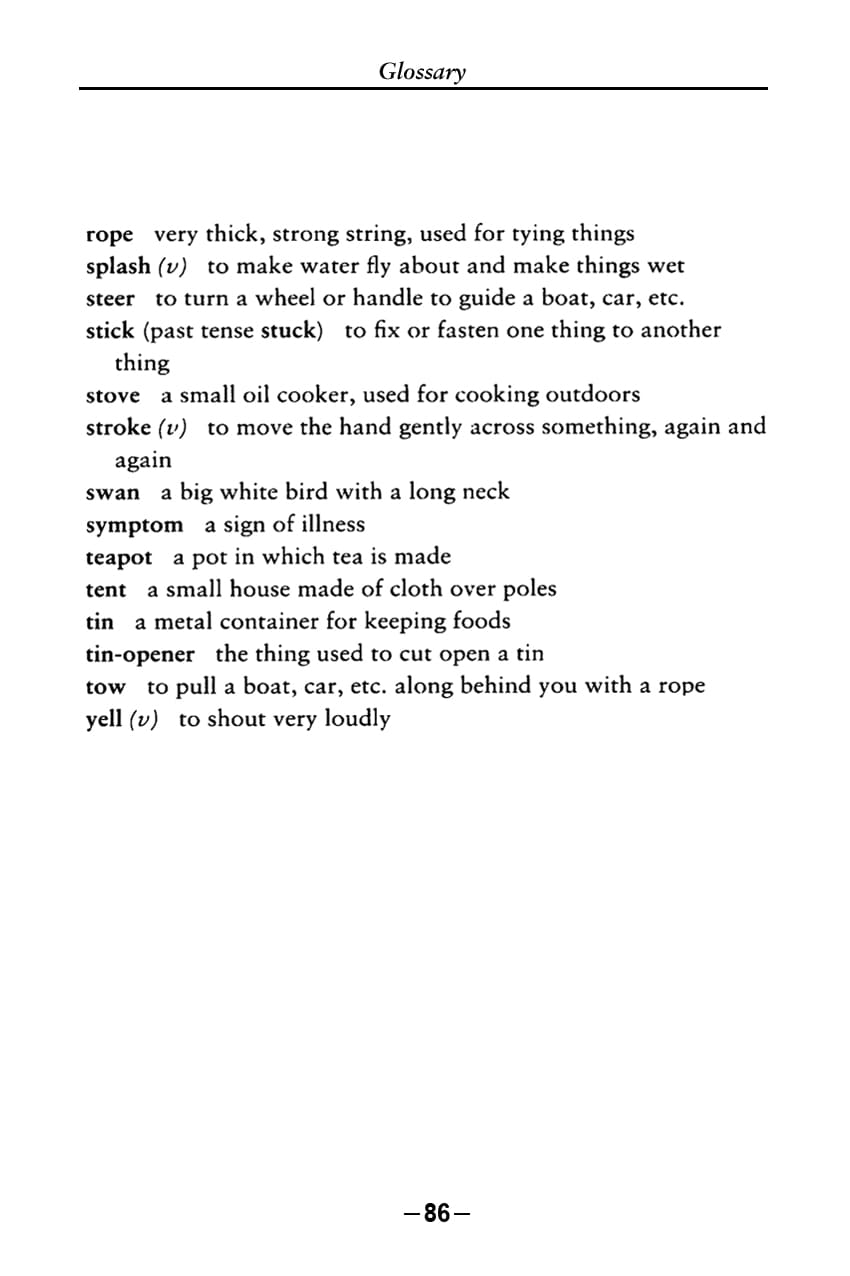 Glossary
rope very thick, strong string, used for tying things
splash (v) to make water fly about and make things wet
steer to turn a wheel or handle to guide a boat, car, etc.
stick (past tense stuck) to fix or fasten one thing to another
thing
stove a small oil cooker, used for cooking outdoors
stroke (v) to move the hand gently across something, again and
again
swan a big white bird with a long neck
symptom a sign of illness
teapot a pot in which tea is made
tent a small house made of cloth over poles
tin a metal container for keeping foods
tin-opener the thing used to cut open a tin
tow to pull a boat, car, etc. along behind you with a rope
yell (v) to shout very loudly
–86–